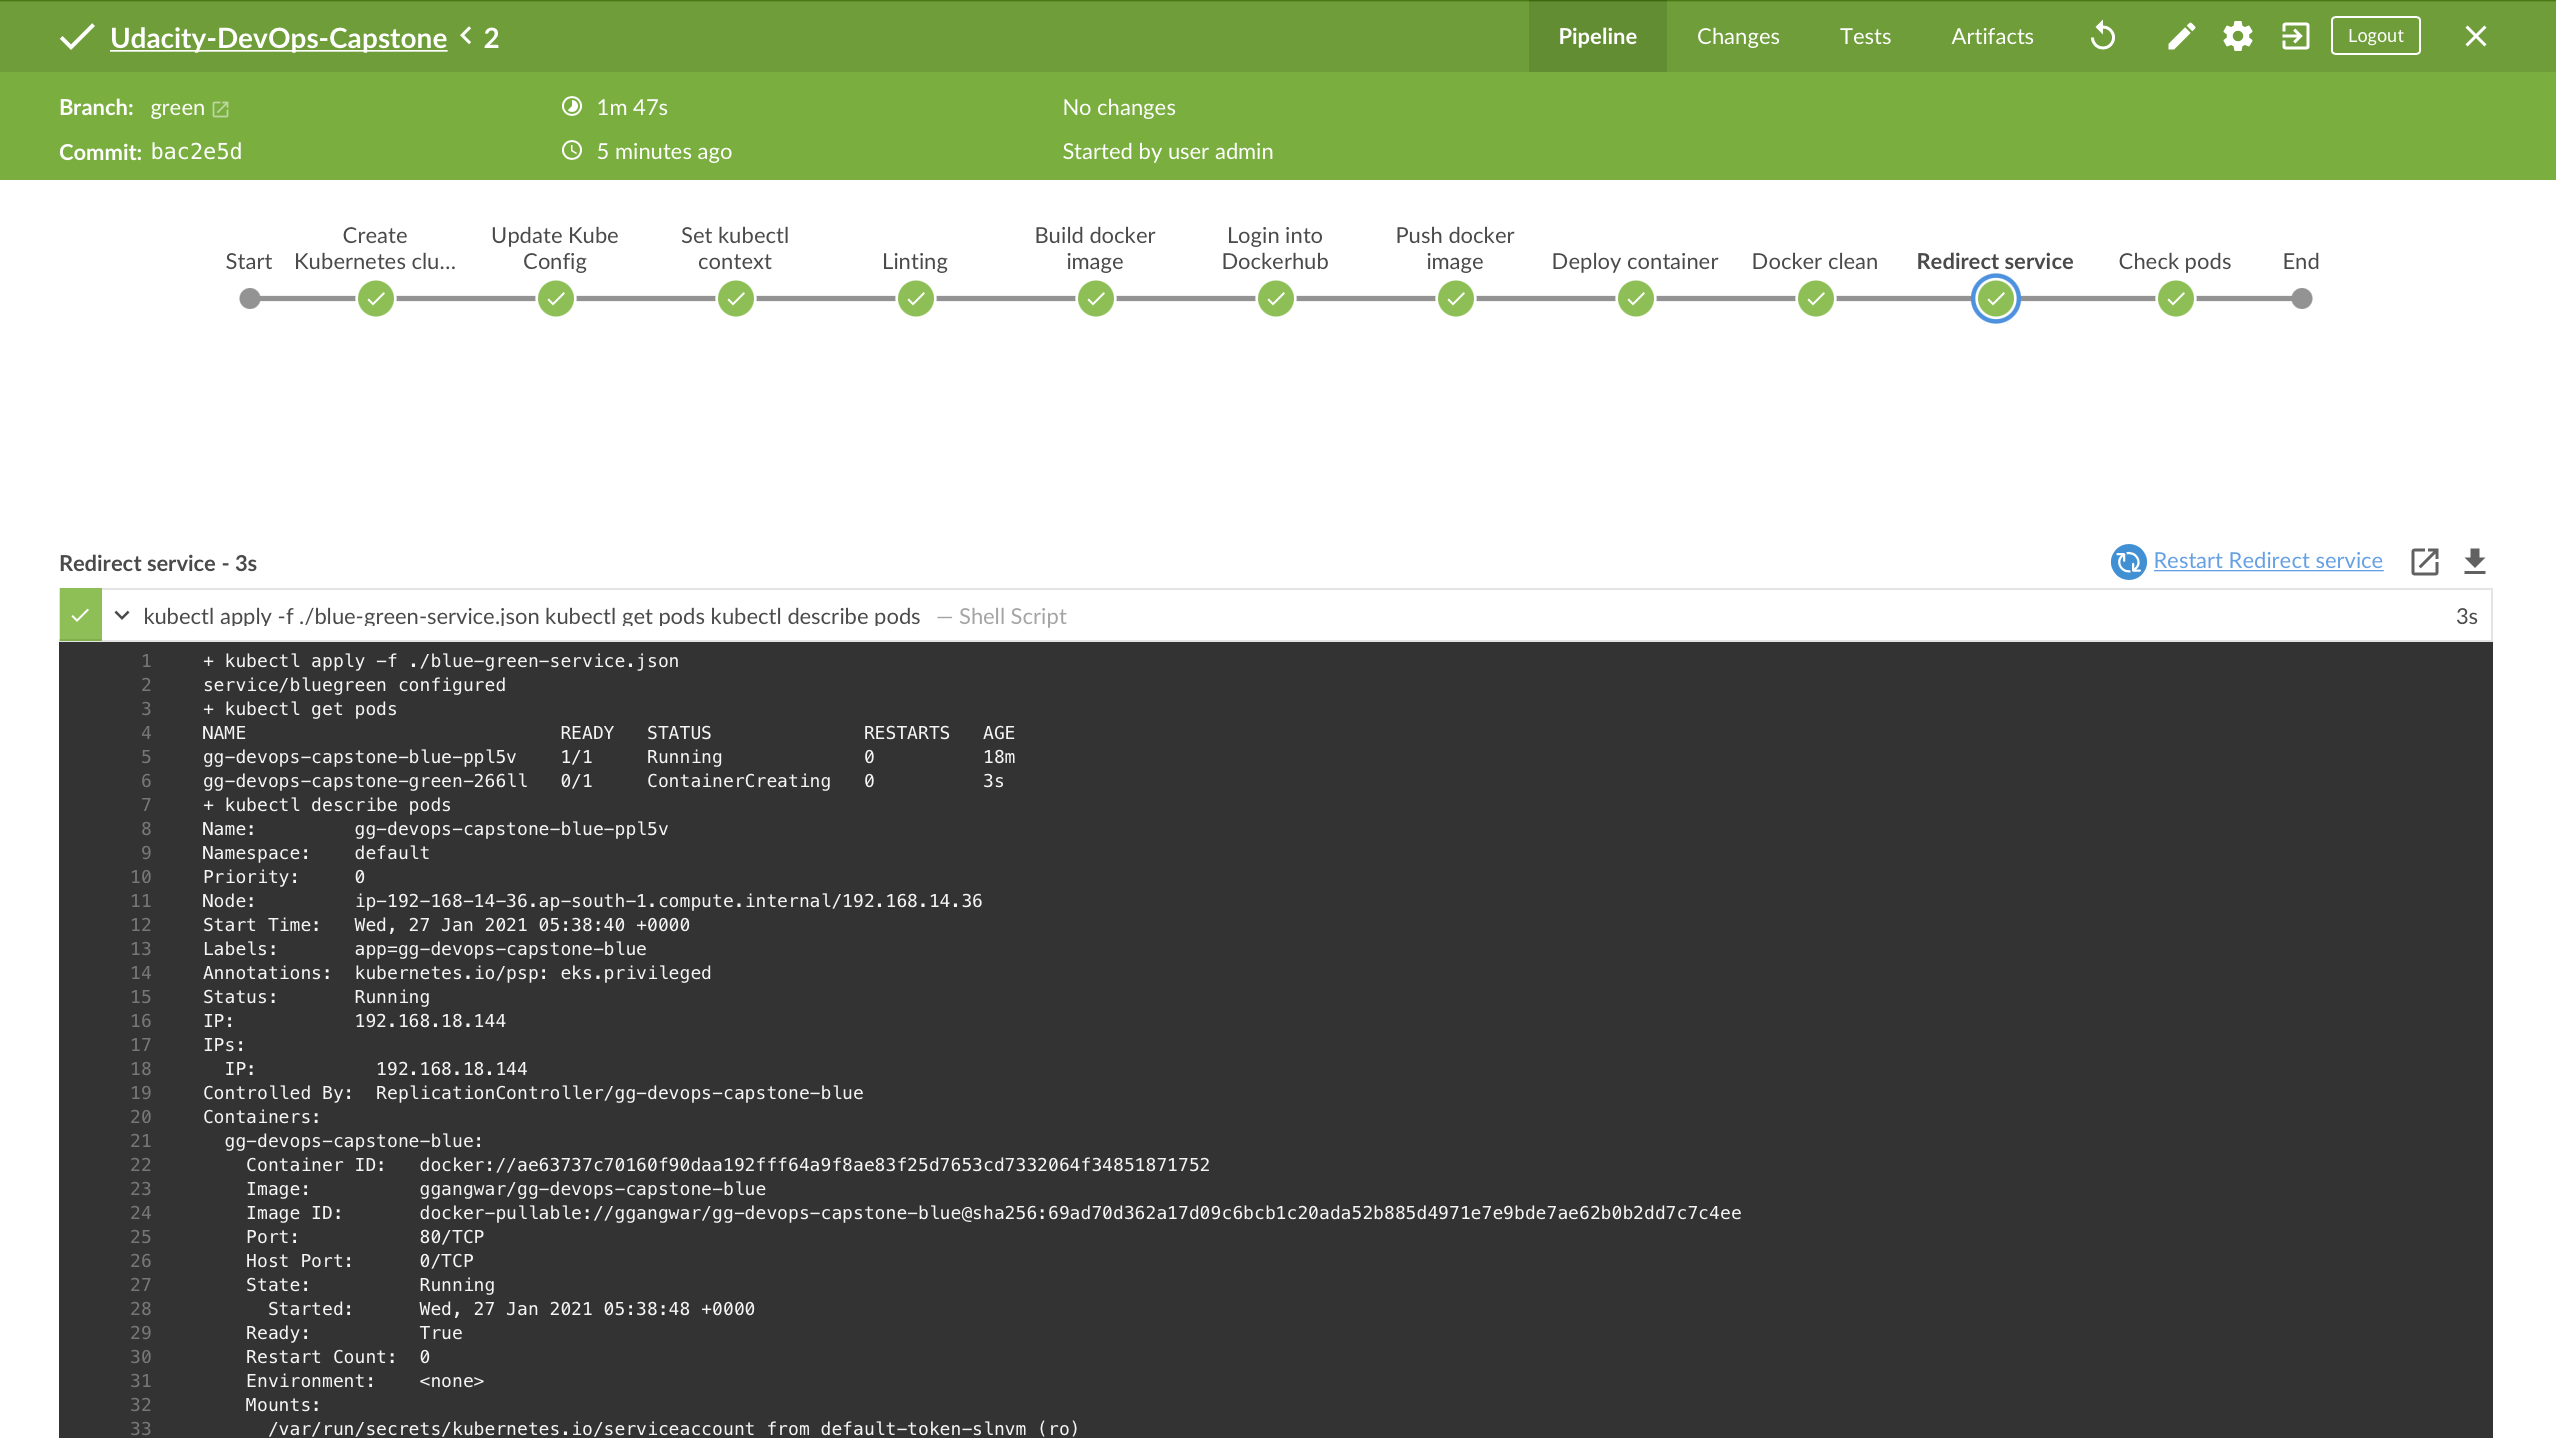 Udacity-DevOps-Capstone < 2
Pipeline Changes Tests Artifacts Logout
Branch: green 1m 47s No changes
Commit: bac2e5d 5 minutes ago Started by user admin
Start
Create
Kubernetes clu...
Update Kube
Config
Set kubectl
context
Linting
Build docker
image
Login into
Dockerhub
Push docker
image
Deploy container
Docker clean
Redirect service
Check pods
End
Redirect service - 3s Restart Redirect service
kubectl apply -f ./blue-green-service.json kubectl get pods kubectl describe pods — Shell Script 3s
1 + kubectl apply -f ./blue-green-service.json
2 service/bluegreen configured
3 + kubectl get pods
4 NAME READY STATUS RESTARTS AGE
5 gg-devops-capstone-blue-ppl5v 1/1 Running 0 18m
6 gg-devops-capstone-green-266ll 0/1 ContainerCreating 0 3s
7 + kubectl describe pods
8 Name: gg-devops-capstone-blue-ppl5v
9 Namespace: default
10 Priority: 0
11 Node: ip-192-168-14-36.ap-south-1.compute.internal/192.168.14.36
12 Start Time: Wed, 27 Jan 2021 05:38:40 +0000
13 Labels: app=gg-devops-capstone-blue
14 Annotations: kubernetes.io/psp: eks.privileged
15 Status: Running
16 IP: 192.168.18.144
17 IPs:
18 IP: 192.168.18.144
19 Controlled By: ReplicationController/gg-devops-capstone-blue
20 Containers:
21 gg-devops-capstone-blue:
22 Container ID: docker://ae63737c70160f90daa192fff64a9f8ae83f25d7653cd7332064f34851871752
23 Image: ggangwar/gg-devops-capstone-blue
24 Image ID: docker-pullable://ggangwar/gg-devops-capstone-blue@sha256:69ad70d362a17d09c6bcb1c20ada52b885d4971e7e9bde7ae62b0b2dd7c7c4ee
25 Port: 80/TCP
26 Host Port: 0/TCP
27 State: Running
28 Started: Wed, 27 Jan 2021 05:38:48 +0000
29 Ready: True
30 Restart Count: 0
31 Environment: <none>
32 Mounts:
33 /var/run/secrets/kubernetes.io/serviceaccount from default-token-slnvm (ro)